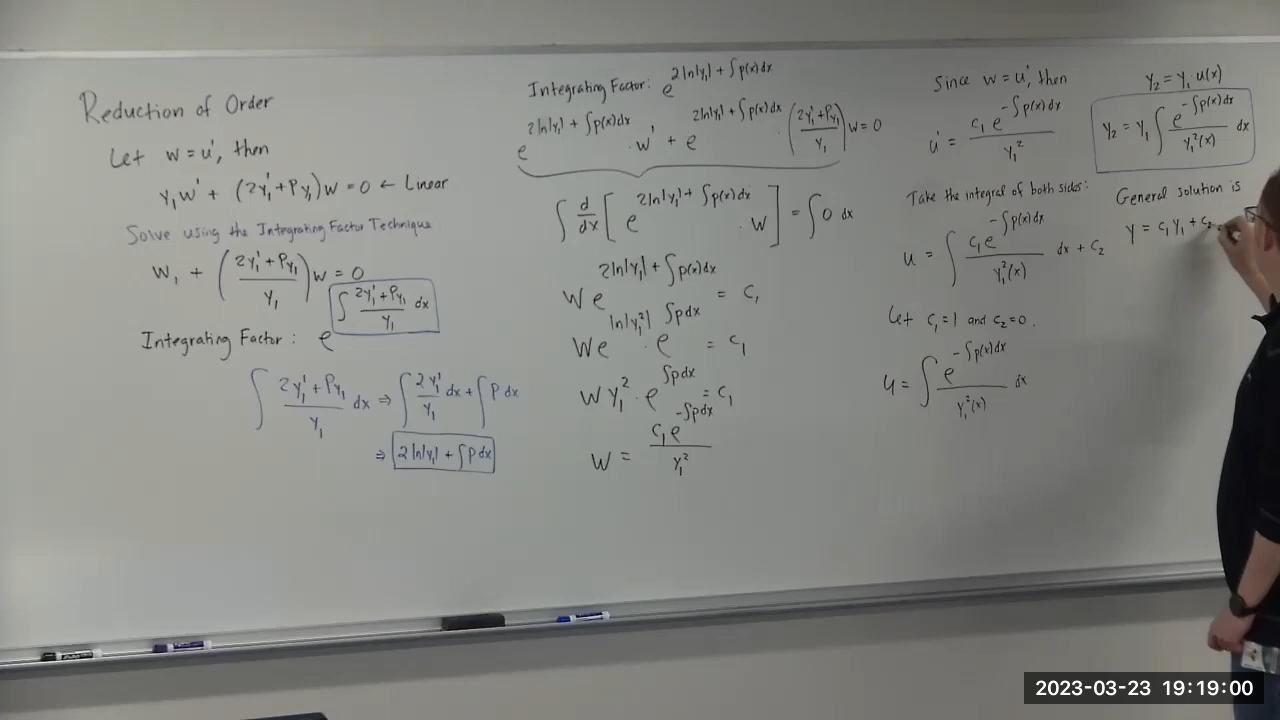 Reduction of Order
Let w = u', then
y₁w' + (2y₁' + Py₁)w = 0 ← Linear
Solve using the Integrating Factor Technique
w₁ + ((2y₁' + Py₁)/y₁)w = 0
Integrating Factor: e^(∫ (2y₁' + Py₁)/y₁ dx)
∫ (2y₁' + Py₁)/y₁ dx ⇒ ∫ 2y₁'/y₁ dx + ∫ P dx
⇒ 2ln|y₁| + ∫P dx
Integrating Factor: e^(2ln|y₁| + ∫p(x)dx)
e^(2ln|y₁| + ∫p(x)dx) · w' + e^(2ln|y₁| + ∫p(x)dx) · ((2y₁' + Py₁)/y₁)w = 0
∫ d/dx [e^(2ln|y₁| + ∫p(x)dx) · w] = ∫0 dx
We^(2ln|y₁| + ∫p(x)dx) = c₁
We^(ln|y₁²|) · e^(∫pdx) = c₁
Wy₁² · e^(∫pdx) = c₁
W = c₁e^(-∫pdx)/y₁²
Since w = u', then
u' = c₁e^(-∫p(x)dx)/y₁²
Take the integral of both sides:
u = ∫ c₁e^(-∫p(x)dx)/y₁²(x) dx + c₂
Let c₁=1 and c₂=0.
u = ∫ e^(-∫p(x)dx)/y₁²(x) dx
y₂ = y₁·u(x)
y₂ = y₁ ∫ e^(-∫p(x)dx)/y₁²(x) dx
General solution is
y = c₁y₁ + c₂
2023-03-23 19:19:00